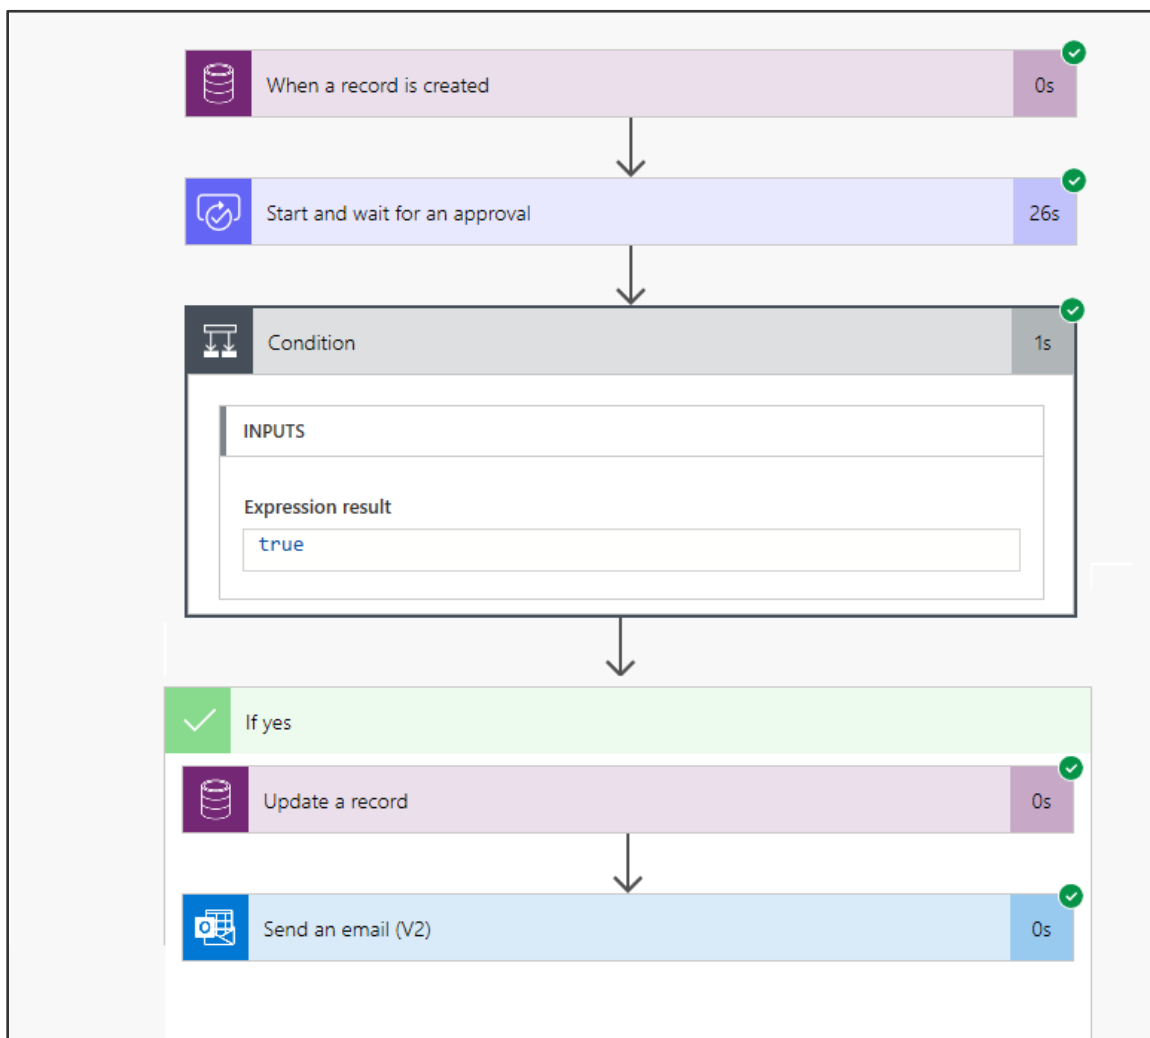 When a record is created 0s
Start and wait for an approval 26s
Condition 1s
INPUTS
Expression result
true
If yes
Update a record 0s
Send an email (V2) 0s